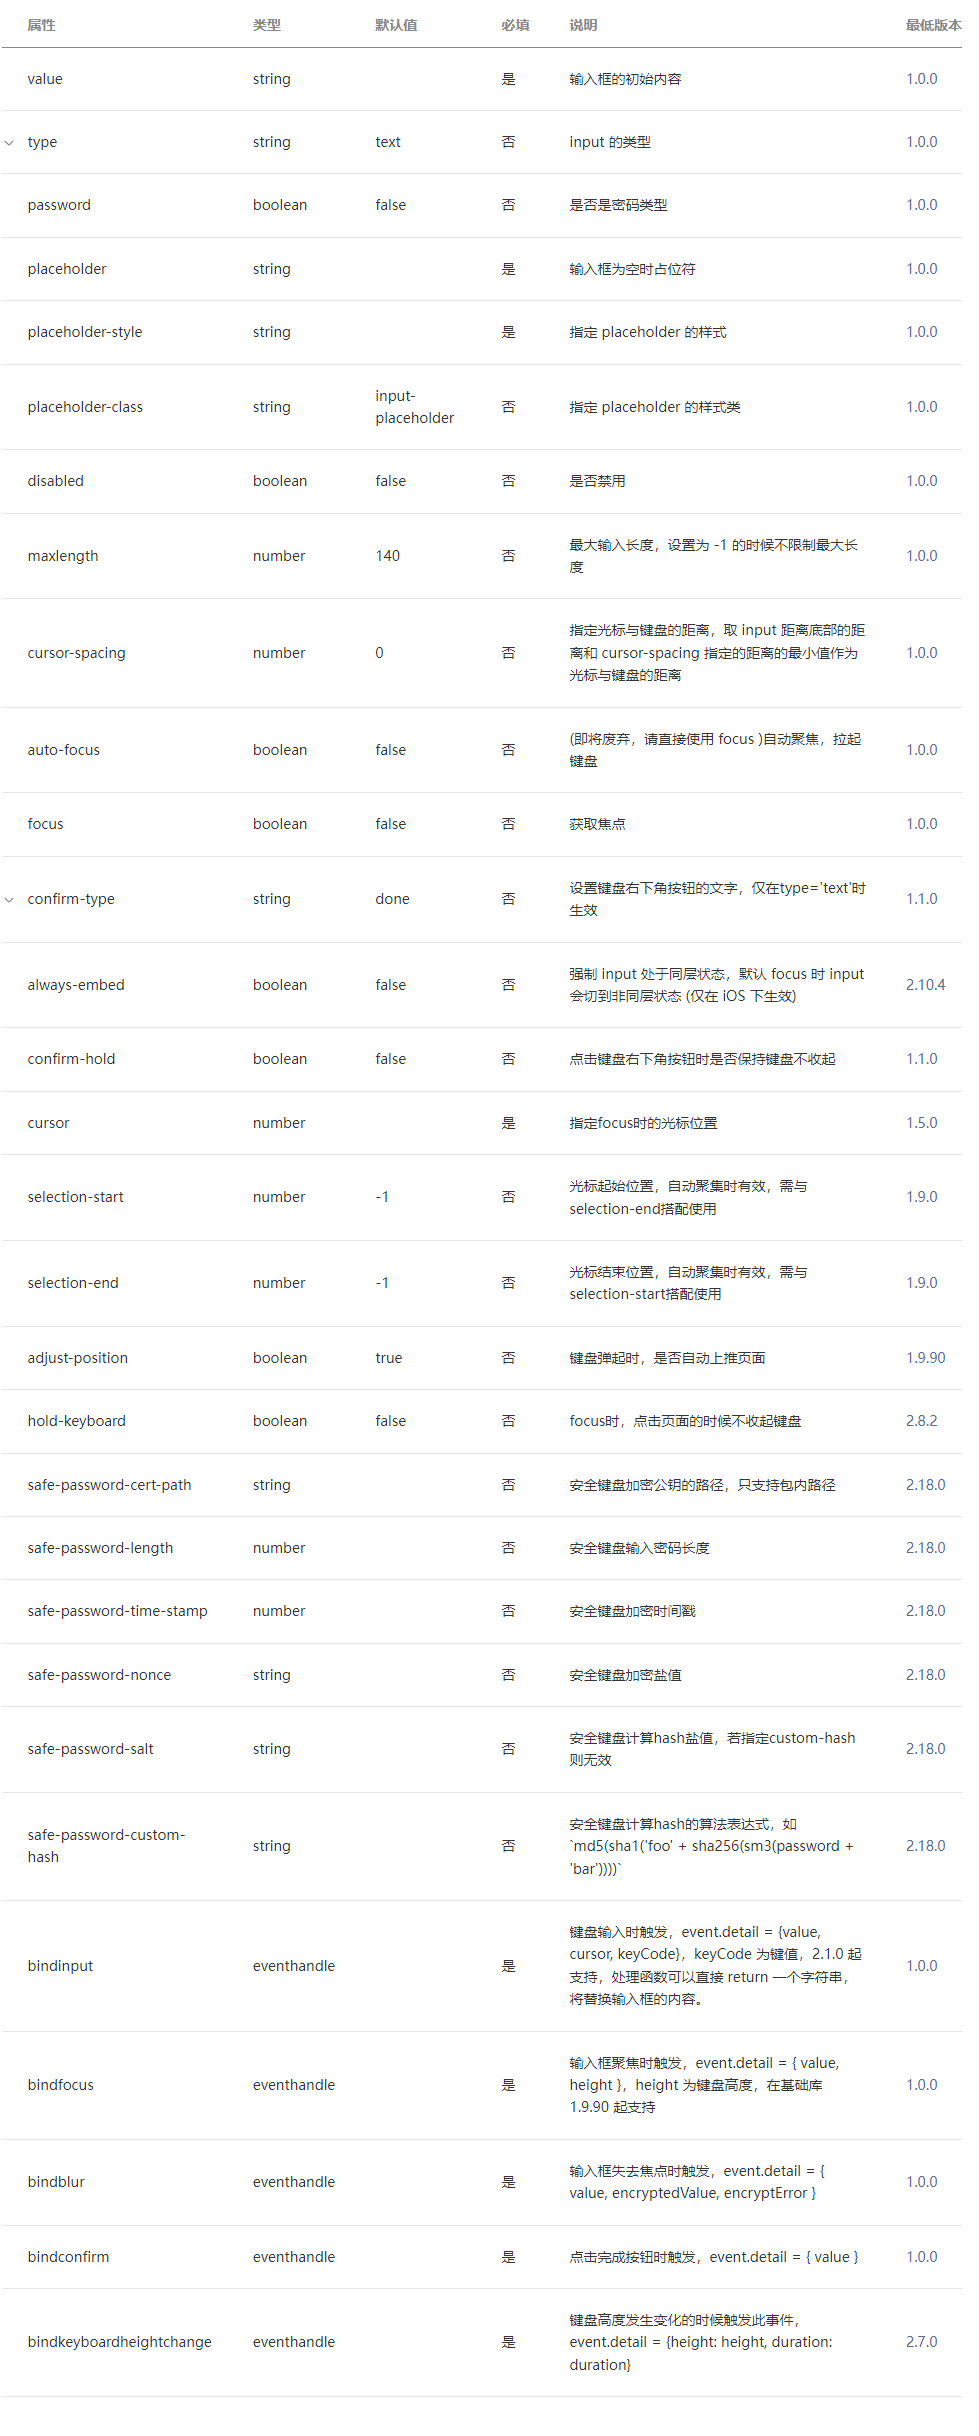 属性 类型 默认值 必填 说明 最低版本
value string 是 输入框的初始内容 1.0.0
type string text 否 input 的类型 1.0.0
password boolean false 否 是否是密码类型 1.0.0
placeholder string 是 输入框为空时占位符 1.0.0
placeholder-style string 是 指定 placeholder 的样式 1.0.0
placeholder-class string input-
placeholder 否 指定 placeholder 的样式类 1.0.0
disabled boolean false 否 是否禁用 1.0.0
maxlength number 140 否 最大输入长度，设置为 -1 的时候不限制最大长
度 1.0.0
cursor-spacing number 0 否 指定光标与键盘的距离，取 input 距离底部的距
离和 cursor-spacing 指定的距离的最小值作为
光标与键盘的距离 1.0.0
auto-focus boolean false 否 (即将废弃，请直接使用 focus )自动聚焦，拉起
键盘 1.0.0
focus boolean false 否 获取焦点 1.0.0
confirm-type string done 否 设置键盘右下角按钮的文字，仅在type='text'时
生效 1.1.0
always-embed boolean false 否 强制 input 处于同层状态，默认 focus 时 input
会切到非同层状态 (仅在 iOS 下生效) 2.10.4
confirm-hold boolean false 否 点击键盘右下角按钮时是否保持键盘不收起 1.1.0
cursor number 是 指定focus时的光标位置 1.5.0
selection-start number -1 否 光标起始位置，自动聚集时有效，需与
selection-end搭配使用 1.9.0
selection-end number -1 否 光标结束位置，自动聚集时有效，需与
selection-start搭配使用 1.9.0
adjust-position boolean true 否 键盘弹起时，是否自动上推页面 1.9.90
hold-keyboard boolean false 否 focus时，点击页面的时候不收起键盘 2.8.2
safe-password-cert-path string 否 安全键盘加密公钥的路径，只支持包内路径 2.18.0
safe-password-length number 否 安全键盘输入密码长度 2.18.0
safe-password-time-stamp number 否 安全键盘加密时间戳 2.18.0
safe-password-nonce string 否 安全键盘加密盐值 2.18.0
safe-password-salt string 否 安全键盘计算hash盐值，若指定custom-hash
则无效 2.18.0
safe-password-custom-
hash string 否 安全键盘计算hash的算法表达式，如
`md5(sha1('foo' + sha256(sm3(password +
'bar'))))` 2.18.0
bindinput eventhandle 是 键盘输入时触发，event.detail = {value,
cursor, keyCode}，keyCode 为键值，2.1.0 起
支持，处理函数可以直接 return 一个字符串，
将替换输入框的内容。 1.0.0
bindfocus eventhandle 是 输入框聚焦时触发，event.detail = { value,
height }，height 为键盘高度，在基础库
1.9.90 起支持 1.0.0
bindblur eventhandle 是 输入框失去焦点时触发，event.detail = {
value, encryptedValue, encryptError } 1.0.0
bindconfirm eventhandle 是 点击完成按钮时触发，event.detail = { value } 1.0.0
bindkeyboardheightchange eventhandle 是 键盘高度发生变化的时候触发此事件，
event.detail = {height: height, duration:
duration} 2.7.0